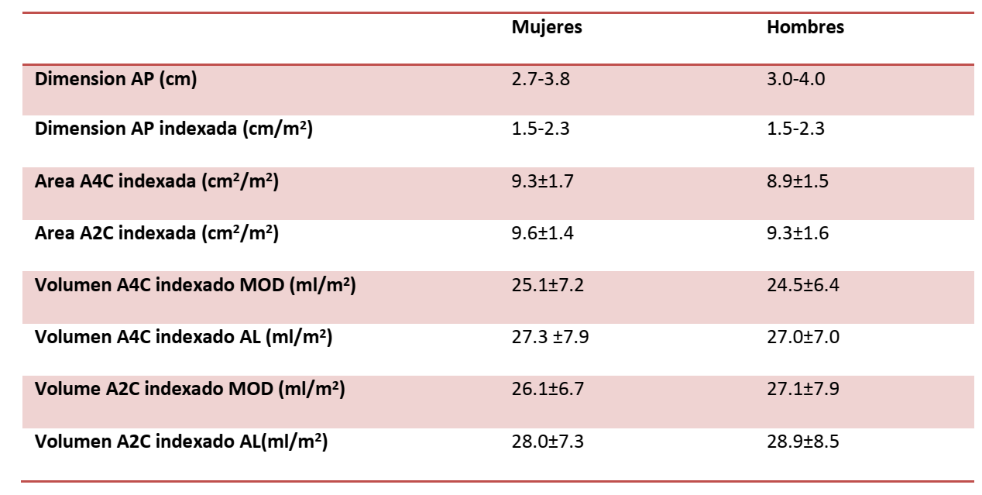 Mujeres Hombres
Dimension AP (cm) 2.7-3.8 3.0-4.0
Dimension AP indexada (cm/m²) 1.5-2.3 1.5-2.3
Area A4C indexada (cm²/m²) 9.3±1.7 8.9±1.5
Area A2C indexada (cm²/m²) 9.6±1.4 9.3±1.6
Volumen A4C indexado MOD (ml/m²) 25.1±7.2 24.5±6.4
Volumen A4C indexado AL (ml/m²) 27.3 ±7.9 27.0±7.0
Volume A2C indexado MOD (ml/m²) 26.1±6.7 27.1±7.9
Volumen A2C indexado AL(ml/m²) 28.0±7.3 28.9±8.5